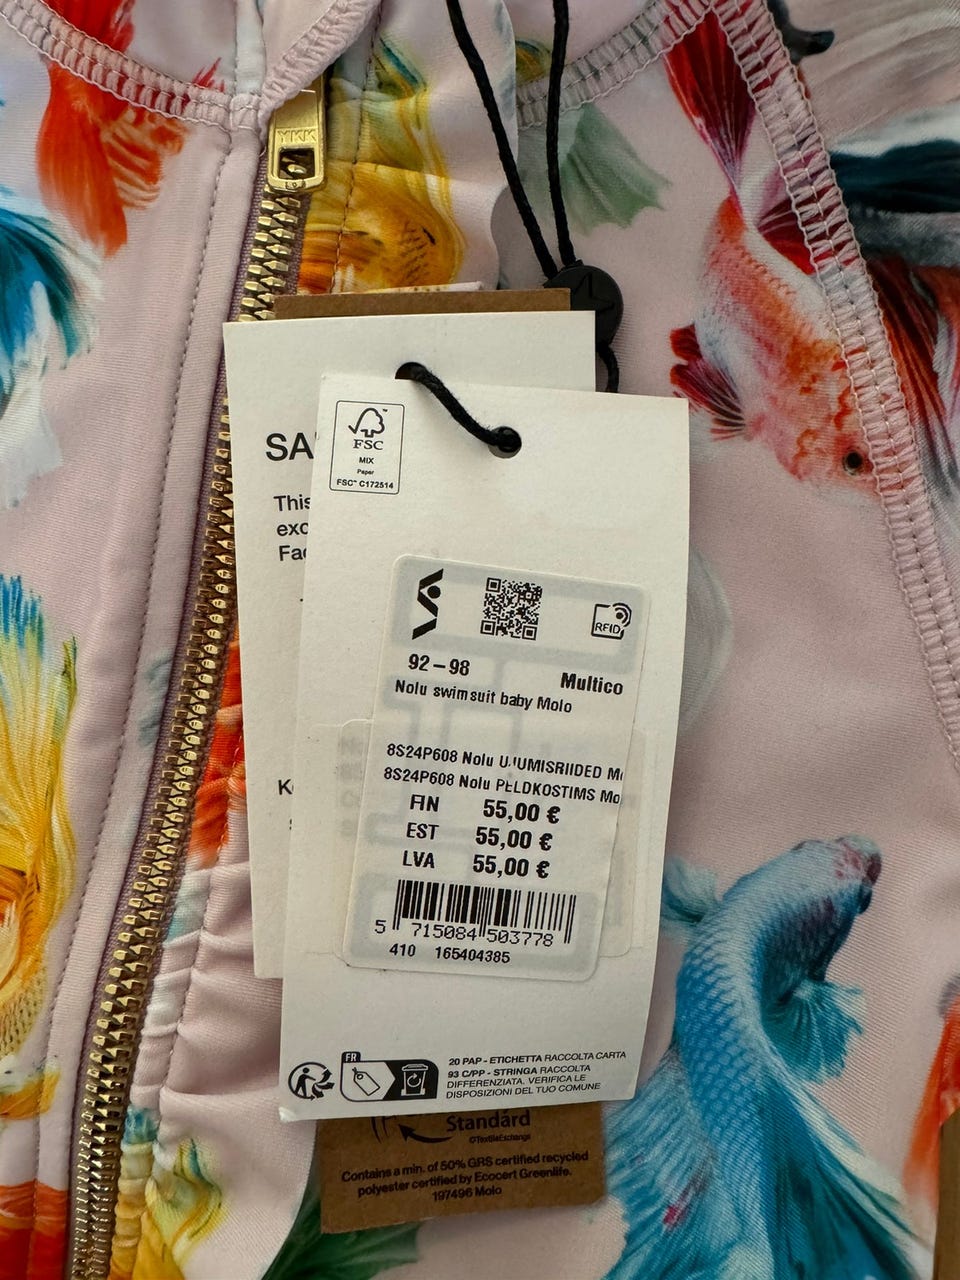 YKK
SA
This
exc
Fac
K
FSC
MIX
Paper
FSC™ C172514
RFID
92-98
Multico
Nolu swimsuit baby Molo
8S24P608 Nolu UJUMISRIIDED M
8S24P608 Nolu PELDKOSTIMS Mo
FIN 55,00 €
EST 55,00 €
LVA 55,00 €
5 715084 503778
410 165404385
FR
20 PAP - ETICHETTA RACCOLTA CARTA
93 C/PP - STRINGA RACCOLTA
DIFFERENZIATA. VERIFICA LE
DISPOSIZIONI DEL TUO COMUNE
Standard
©TextileExchange
Contains a min. of 50% GRS certified recycled
polyester certified by Ecocert Greenlife.
197496 Molo